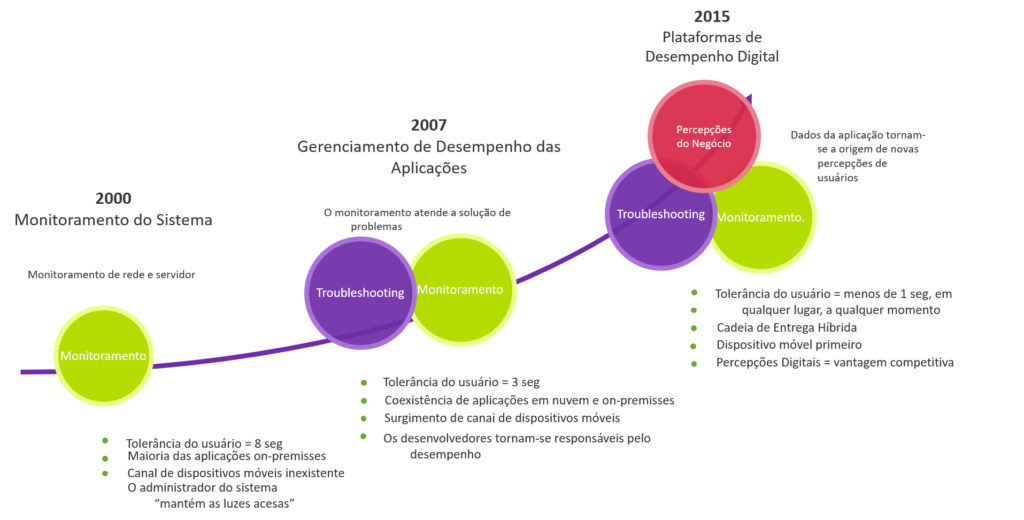 2000
Monitoramento do Sistema
Monitoramento de rede e servidor
Monitoramento
Tolerância do usuário = 8 seg
Maioria das aplicações on-premisses
Canal de dispositivos móveis inexistente
O administrador do sistema
“mantém as luzes acesas”
2007
Gerenciamento de Desempenho das
Aplicações
O monitoramento atende a solução de
problemas
Troubleshooting
Monitoramento
Tolerância do usuário = 3 seg
Coexistência de aplicações em nuvem e on-premisses
Surgimento de canai de dispositivos móveis
Os desenvolvedores tornam-se responsáveis pelo
desempenho
2015
Plataformas de
Desempenho Digital
Percepções
do Negócio
Troubleshooting
Monitoramento.
Dados da aplicação tornam-
se a origem de novas
percepções de
usuários
Tolerância do usuário = menos de 1 seg, em
qualquer lugar, a qualquer momento
Cadeia de Entrega Híbrida
Dispositivo móvel primeiro
Percepções Digitais = vantagem competitiva